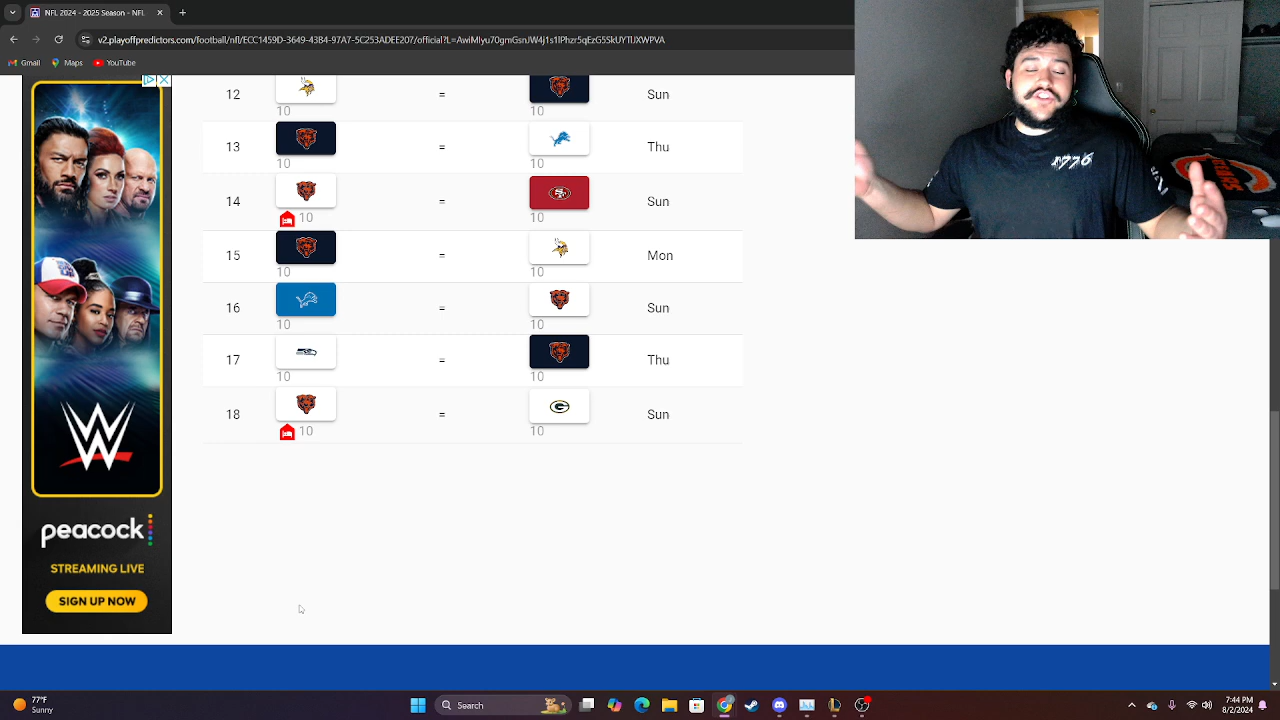 NFL 2024 - 2025 Season - NFL
v2.playoffpredictors.com/football/nfl/ECC1459D-3649-43B4-97A7-5C253ADEE207/official?L=AwiMlyu70gmGsnJW4j1s1IPhzr5qEzG5SkUYTIJXWPVA
Gmail Maps YouTube
12 = Sun
10 10
13 = Thu
10 10
14 = Sun
10 10
15 = Mon
10 10
16 = Sun
10 10
17 = Thu
10 10
18 = Sun
10 10
1776
BEARS
W
peacock
STREAMING LIVE
SIGN UP NOW
77°F
Sunny
Search
7:44 PM
8/2/2024